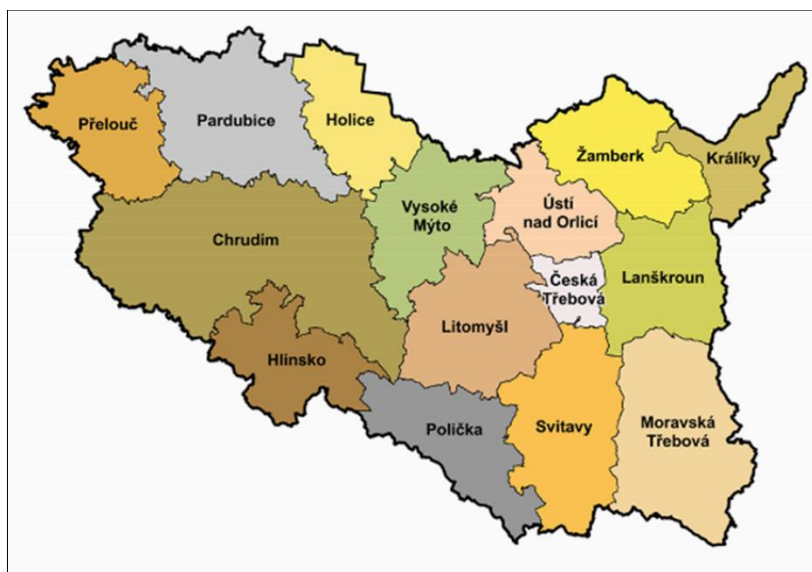 Přelouč
Pardubice
Holice
Žamberk
Králíky
Chrudim
Vysoké
Mýto
Ústí
nad Orlicí
Česká
Třebová
Lanškroun
Litomyšl
Hlinsko
Polička
Svitavy
Moravská
Třebová